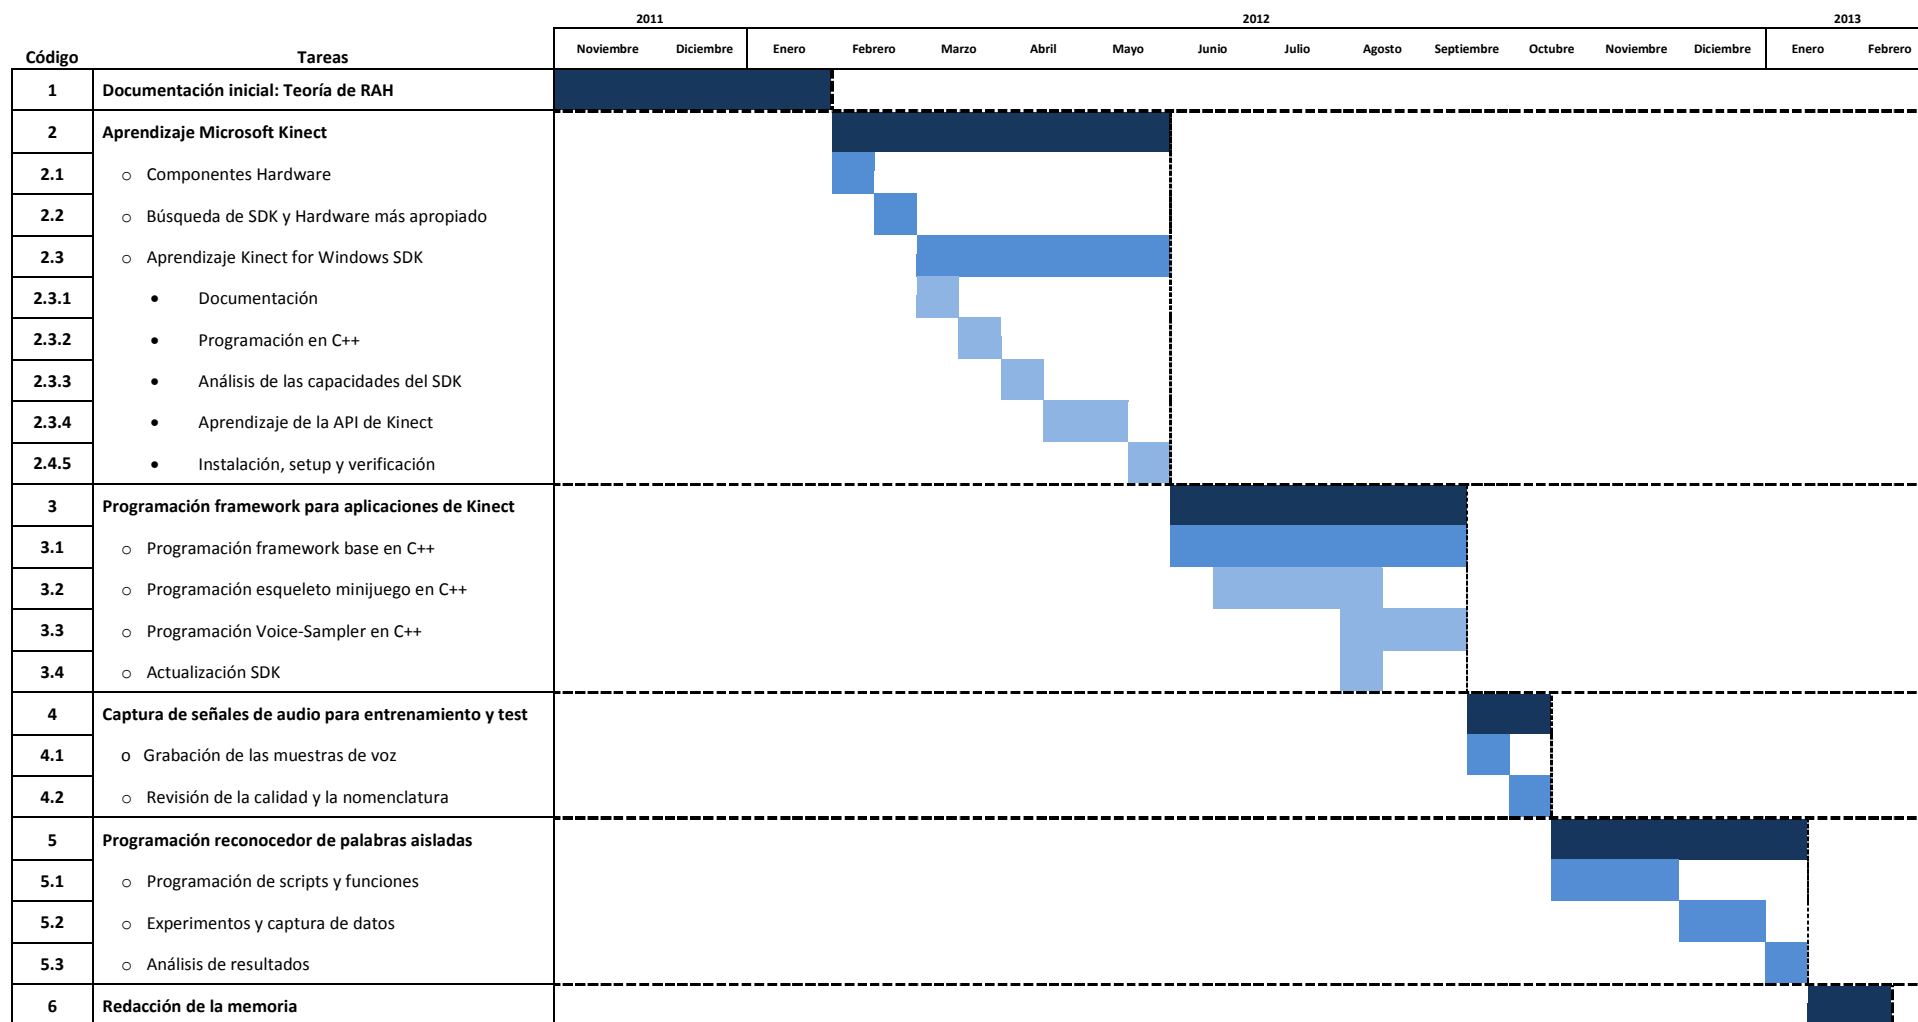 2011 2012 2013
Código Tareas Noviembre Diciembre Enero Febrero Marzo Abril Mayo Junio Julio Agosto Septiembre Octubre Noviembre Diciembre Enero Febrero
1 Documentación inicial: Teoría de RAH
2 Aprendizaje Microsoft Kinect
2.1 o Componentes Hardware
2.2 o Búsqueda de SDK y Hardware más apropiado
2.3 o Aprendizaje Kinect for Windows SDK
2.3.1 • Documentación
2.3.2 • Programación en C++
2.3.3 • Análisis de las capacidades del SDK
2.3.4 • Aprendizaje de la API de Kinect
2.4.5 • Instalación, setup y verificación
3 Programación framework para aplicaciones de Kinect
3.1 o Programación framework base en C++
3.2 o Programación esqueleto minijuego en C++
3.3 o Programación Voice-Sampler en C++
3.4 o Actualización SDK
4 Captura de señales de audio para entrenamiento y test
4.1 o Grabación de las muestras de voz
4.2 o Revisión de la calidad y la nomenclatura
5 Programación reconocedor de palabras aisladas
5.1 o Programación de scripts y funciones
5.2 o Experimentos y captura de datos
5.3 o Análisis de resultados
6 Redacción de la memoria